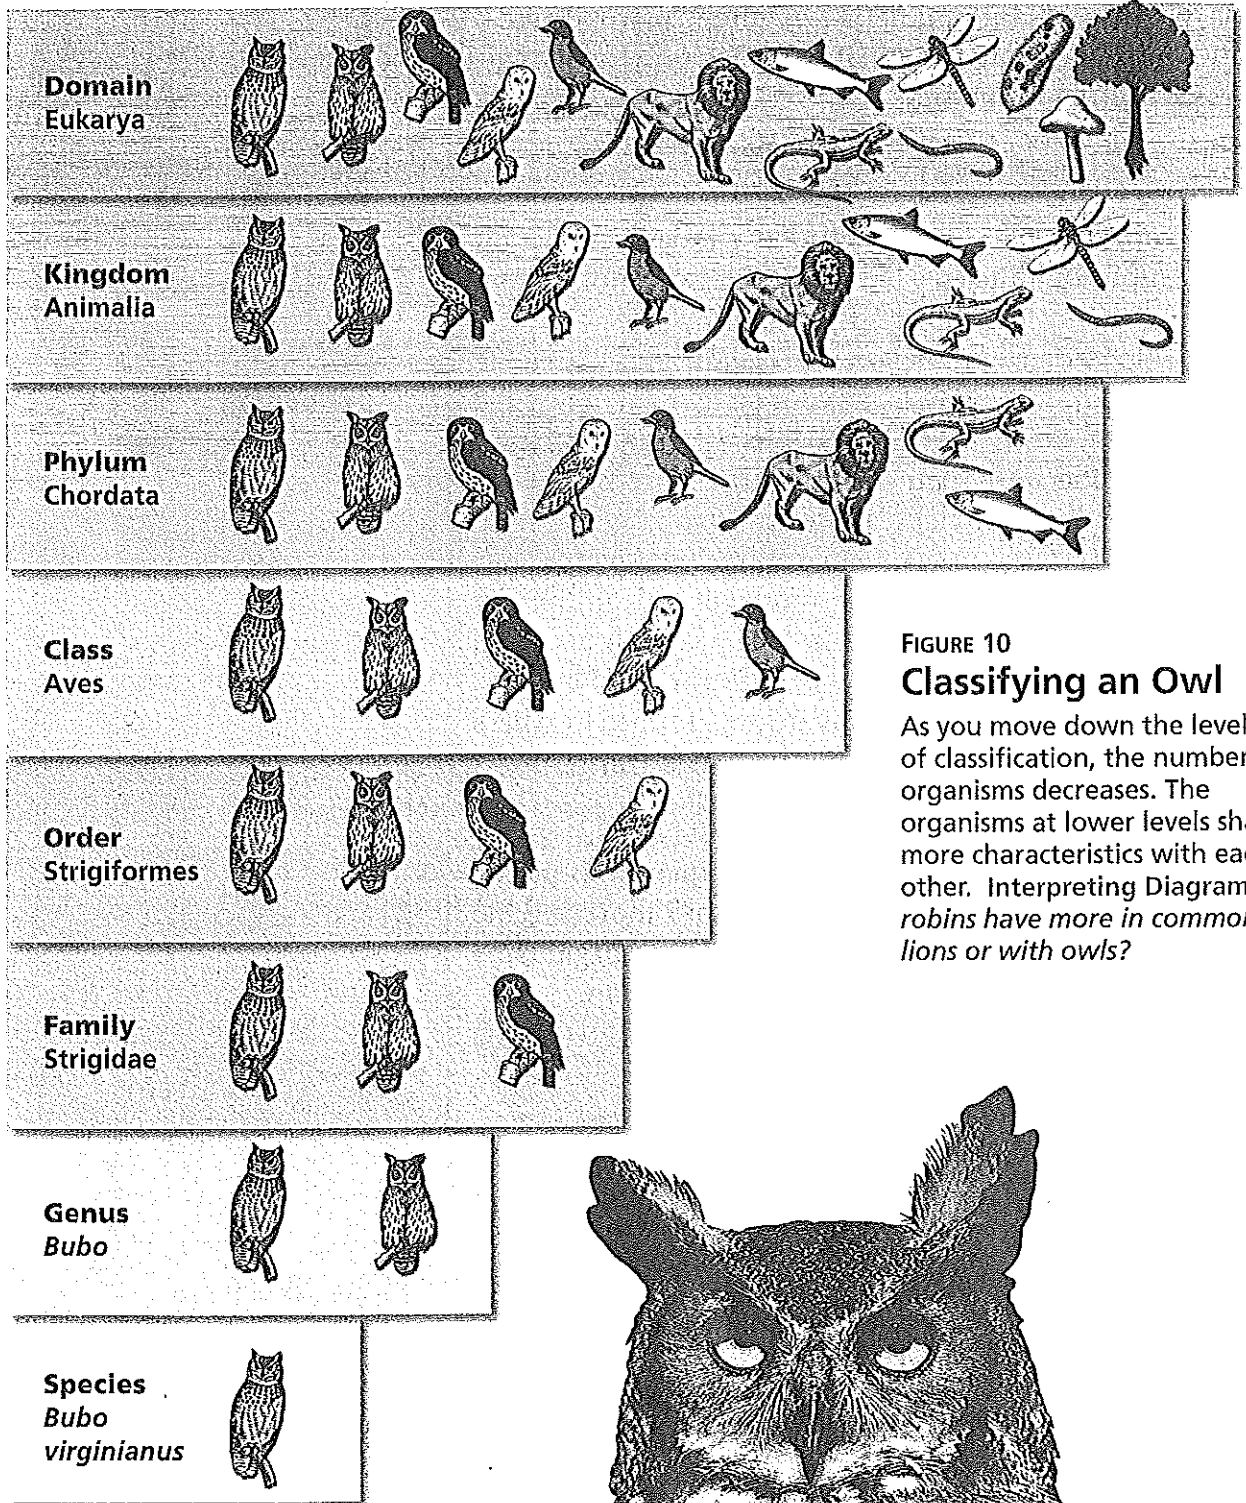 Domain
Eukarya
Kingdom
Animalia
Phylum
Chordata
Class
Aves
Order
Strigiformes
Family
Strigidae
Genus
Bubo
Species
Bubo
virginianus
FIGURE 10
Classifying an Owl
As you move down the level
of classification, the number
organisms decreases. The
organisms at lower levels sh
more characteristics with ea
other. Interpreting Diagram
robins have more in common
lions or with owls?